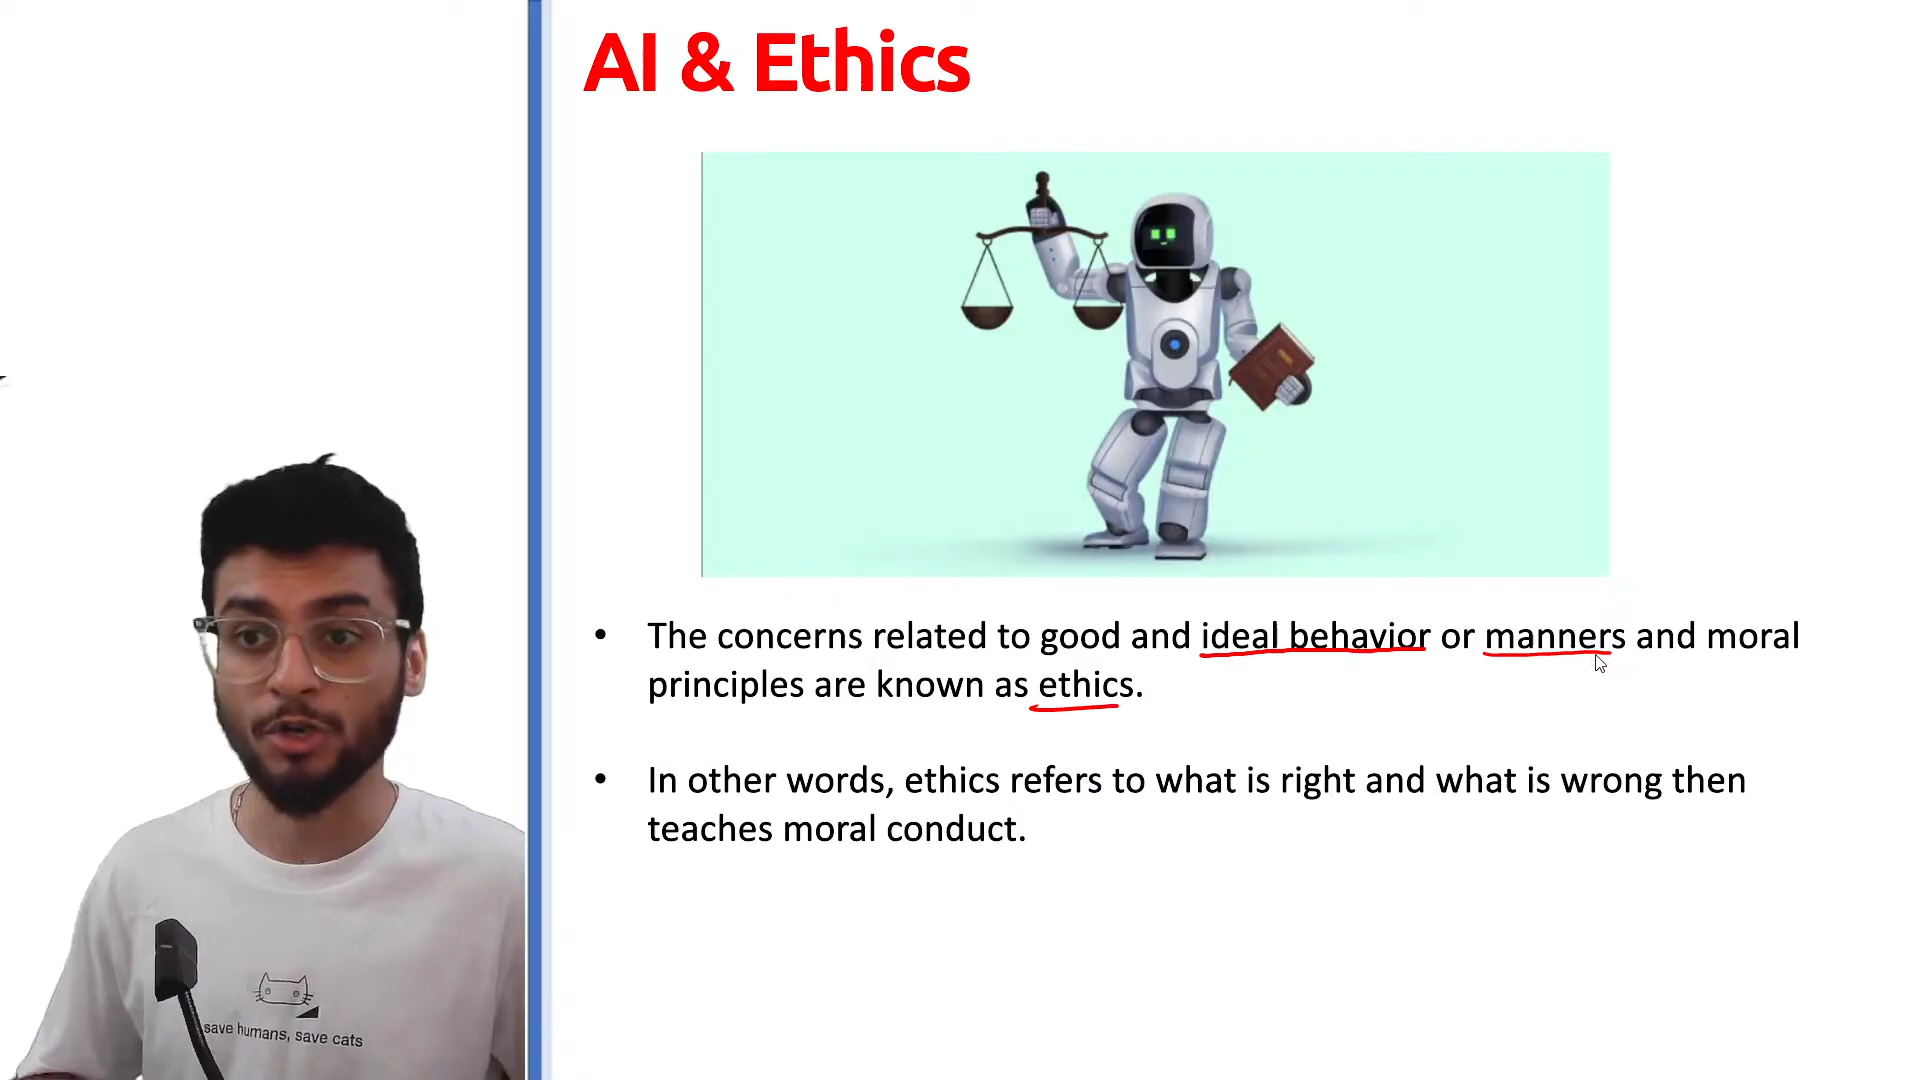 AI & Ethics
• The concerns related to good and ideal behavior or manners and moral
principles are known as ethics.
• In other words, ethics refers to what is right and what is wrong then
teaches moral conduct.
save humans, save cats